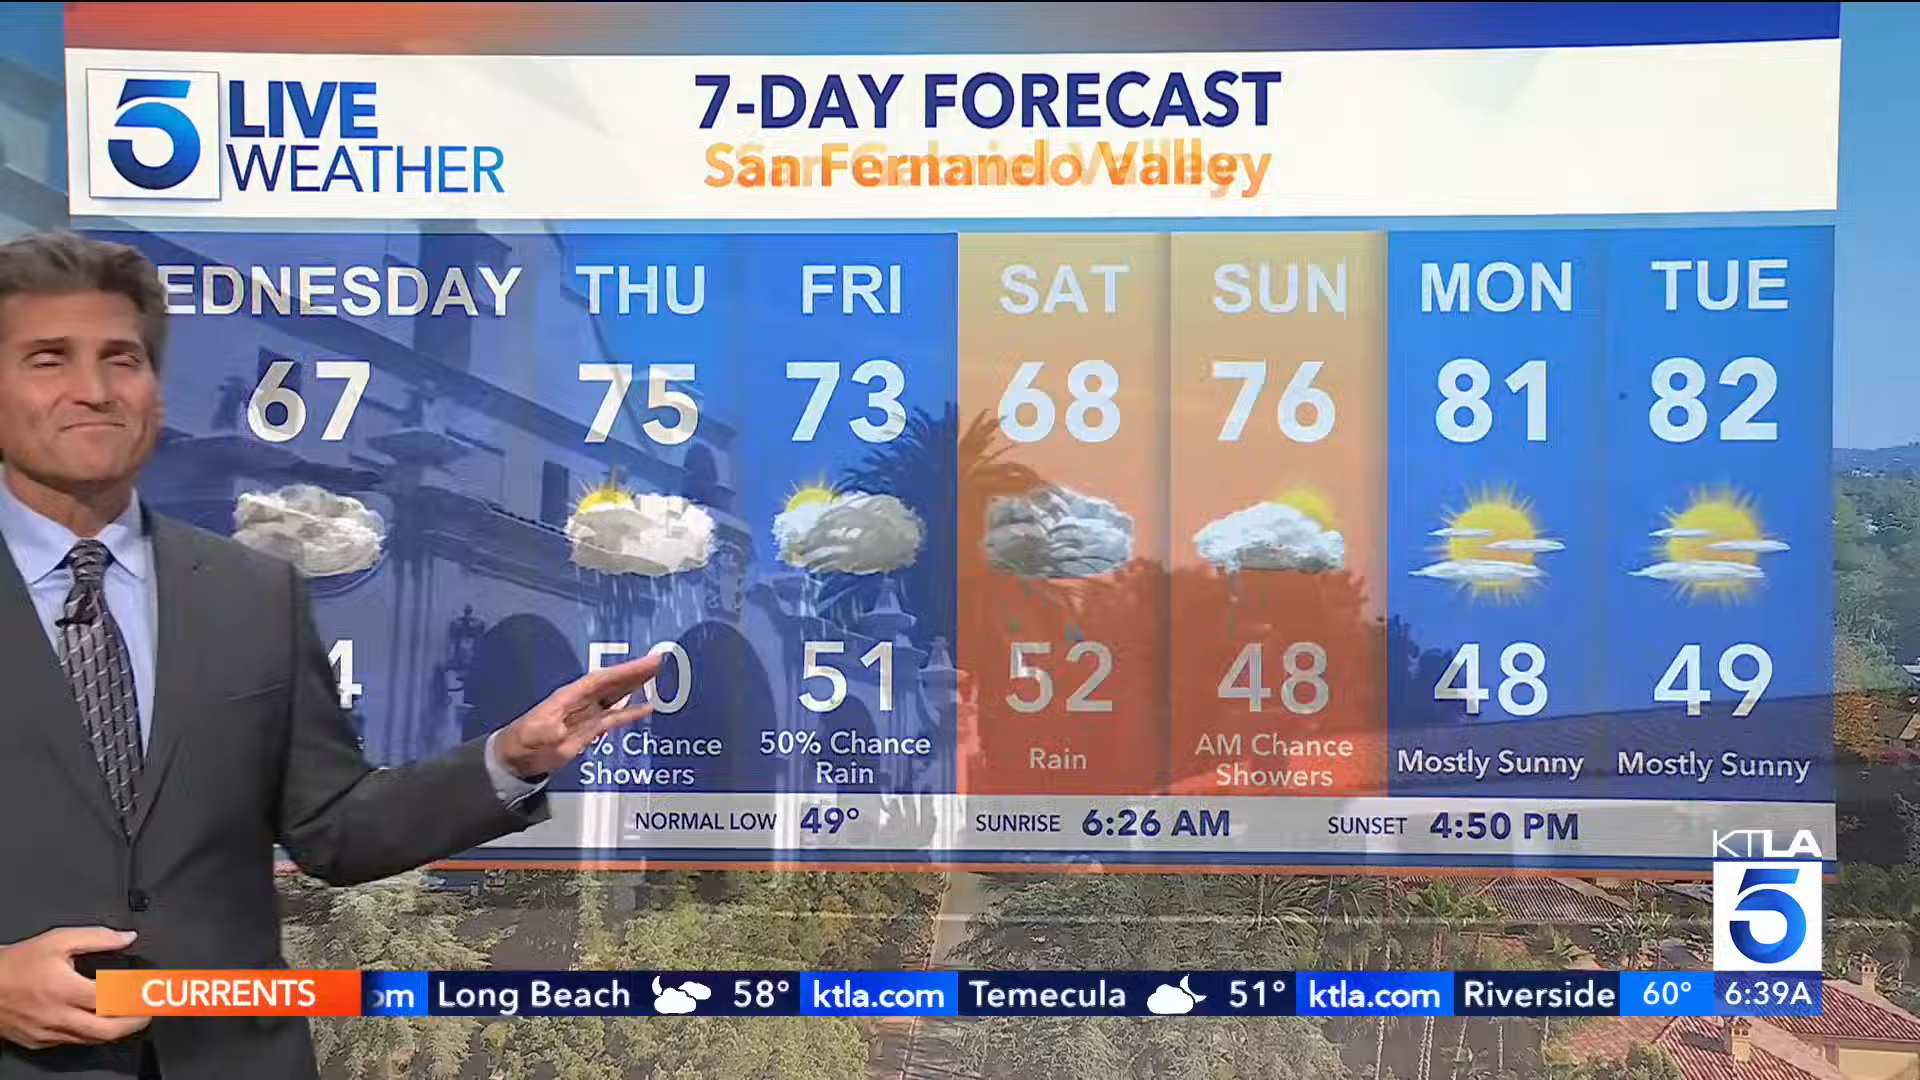 5 LIVE
WEATHER
7-DAY FORECAST
San Fernando Valley
EDNESDAY THU FRI SAT SUN MON TUE
67 75 73 68 76 81 82
4 50 51 52 48 48 49
% Chance
Showers
50% Chance
Rain
Rain
AM Chance
Showers
Mostly Sunny
Mostly Sunny
NORMAL LOW 49° SUNRISE 6:26 AM SUNSET 4:50 PM
KTLA
5
CURRENTS om Long Beach 58° ktla.com Temecula 51° ktla.com Riverside 60° 6:39A